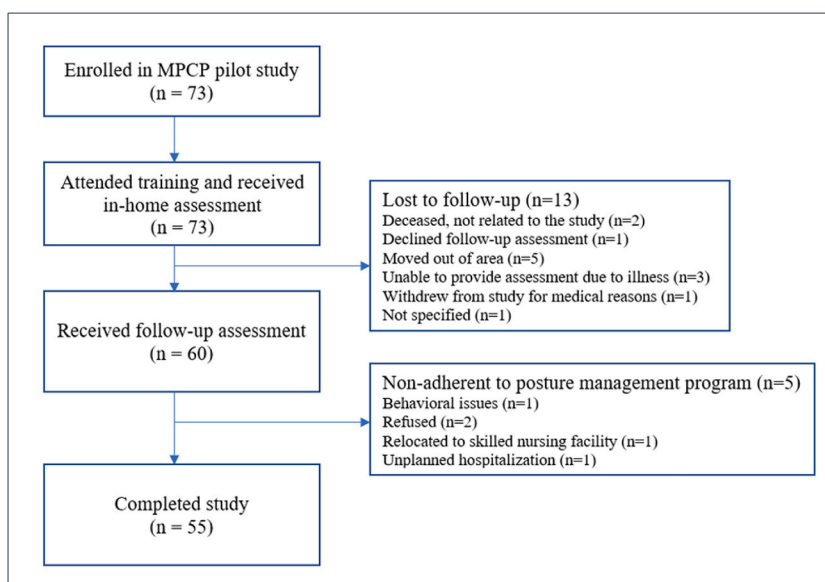 Enrolled in MPCP pilot study
(n = 73)
Attended training and received
in-home assessment
(n = 73)
Lost to follow-up (n=13)
Deceased, not related to the study (n=2)
Declined follow-up assessment (n=1)
Moved out of area (n=5)
Unable to provide assessment due to illness (n=3)
Withdrew from study for medical reasons (n=1)
Not specified (n=1)
Received follow-up assessment
(n = 60)
Non-adherent to posture management program (n=5)
Behavioral issues (n=1)
Refused (n=2)
Relocated to skilled nursing facility (n=1)
Unplanned hospitalization (n=1)
Completed study
(n = 55)